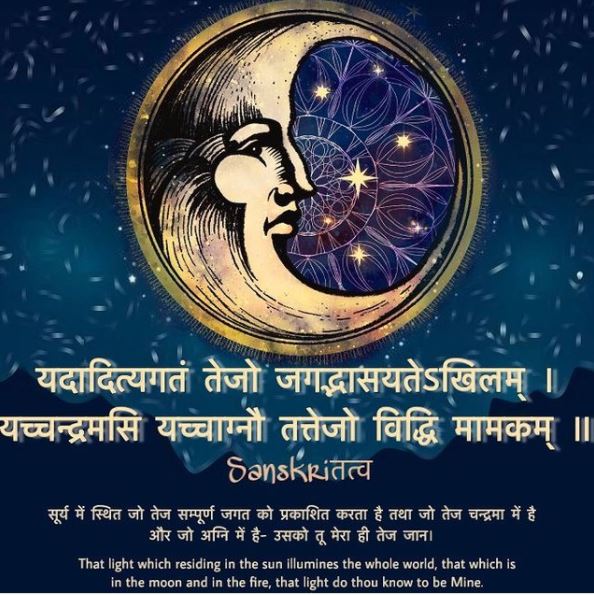 यदादित्यगतं तेजो जगद्भासयतेऽखिलम् ।
यच्चन्द्रमसि यच्चाग्नौ तत्तेजो विद्धि मामकम् ॥
Sanskritतत्व
सूर्य में स्थित जो तेज सम्पूर्ण जगत को प्रकाशित करता है तथा जो तेज चन्द्रमा में है
और जो अग्नि में है- उसको तू मेरा ही तेज जान।
That light which residing in the sun illumines the whole world, that which is
in the moon and in the fire, that light do thou know to be Mine.